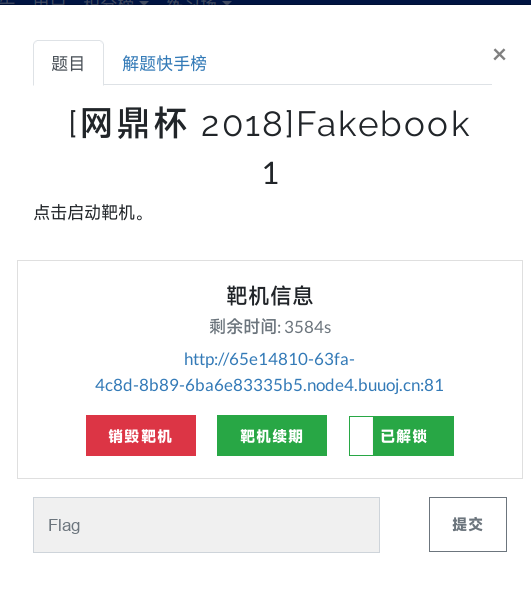 题目 解题快手榜 ×
[网鼎杯 2018]Fakebook
1
点击启动靶机。
靶机信息
剩余时间: 3584s
http://65e14810-63fa-
4c8d-8b89-6ba6e83335b5.node4.buuoj.cn:81
销毁靶机 靶机续期 已解锁
Flag 提交